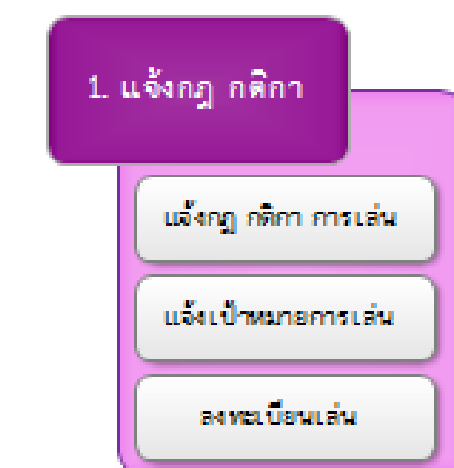 1. แจ้งกฎ กติกา
แจ้งกฎ กติกา การเล่น
แจ้งเป้าหมายการเล่น
ลงทะเบียนเล่น